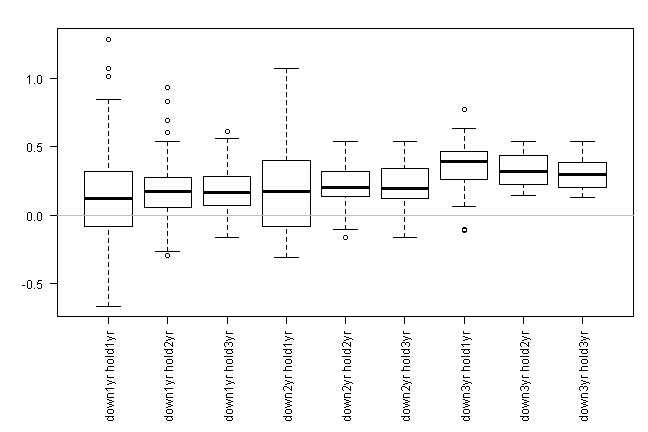 1.0
0.5
0.0
-0.5
down1yr hold1yr
down1yr hold2yr
down1yr hold3yr
down2yr hold1yr
down2yr hold2yr
down2yr hold3yr
down3yr hold1yr
down3yr hold2yr
down3yr hold3yr